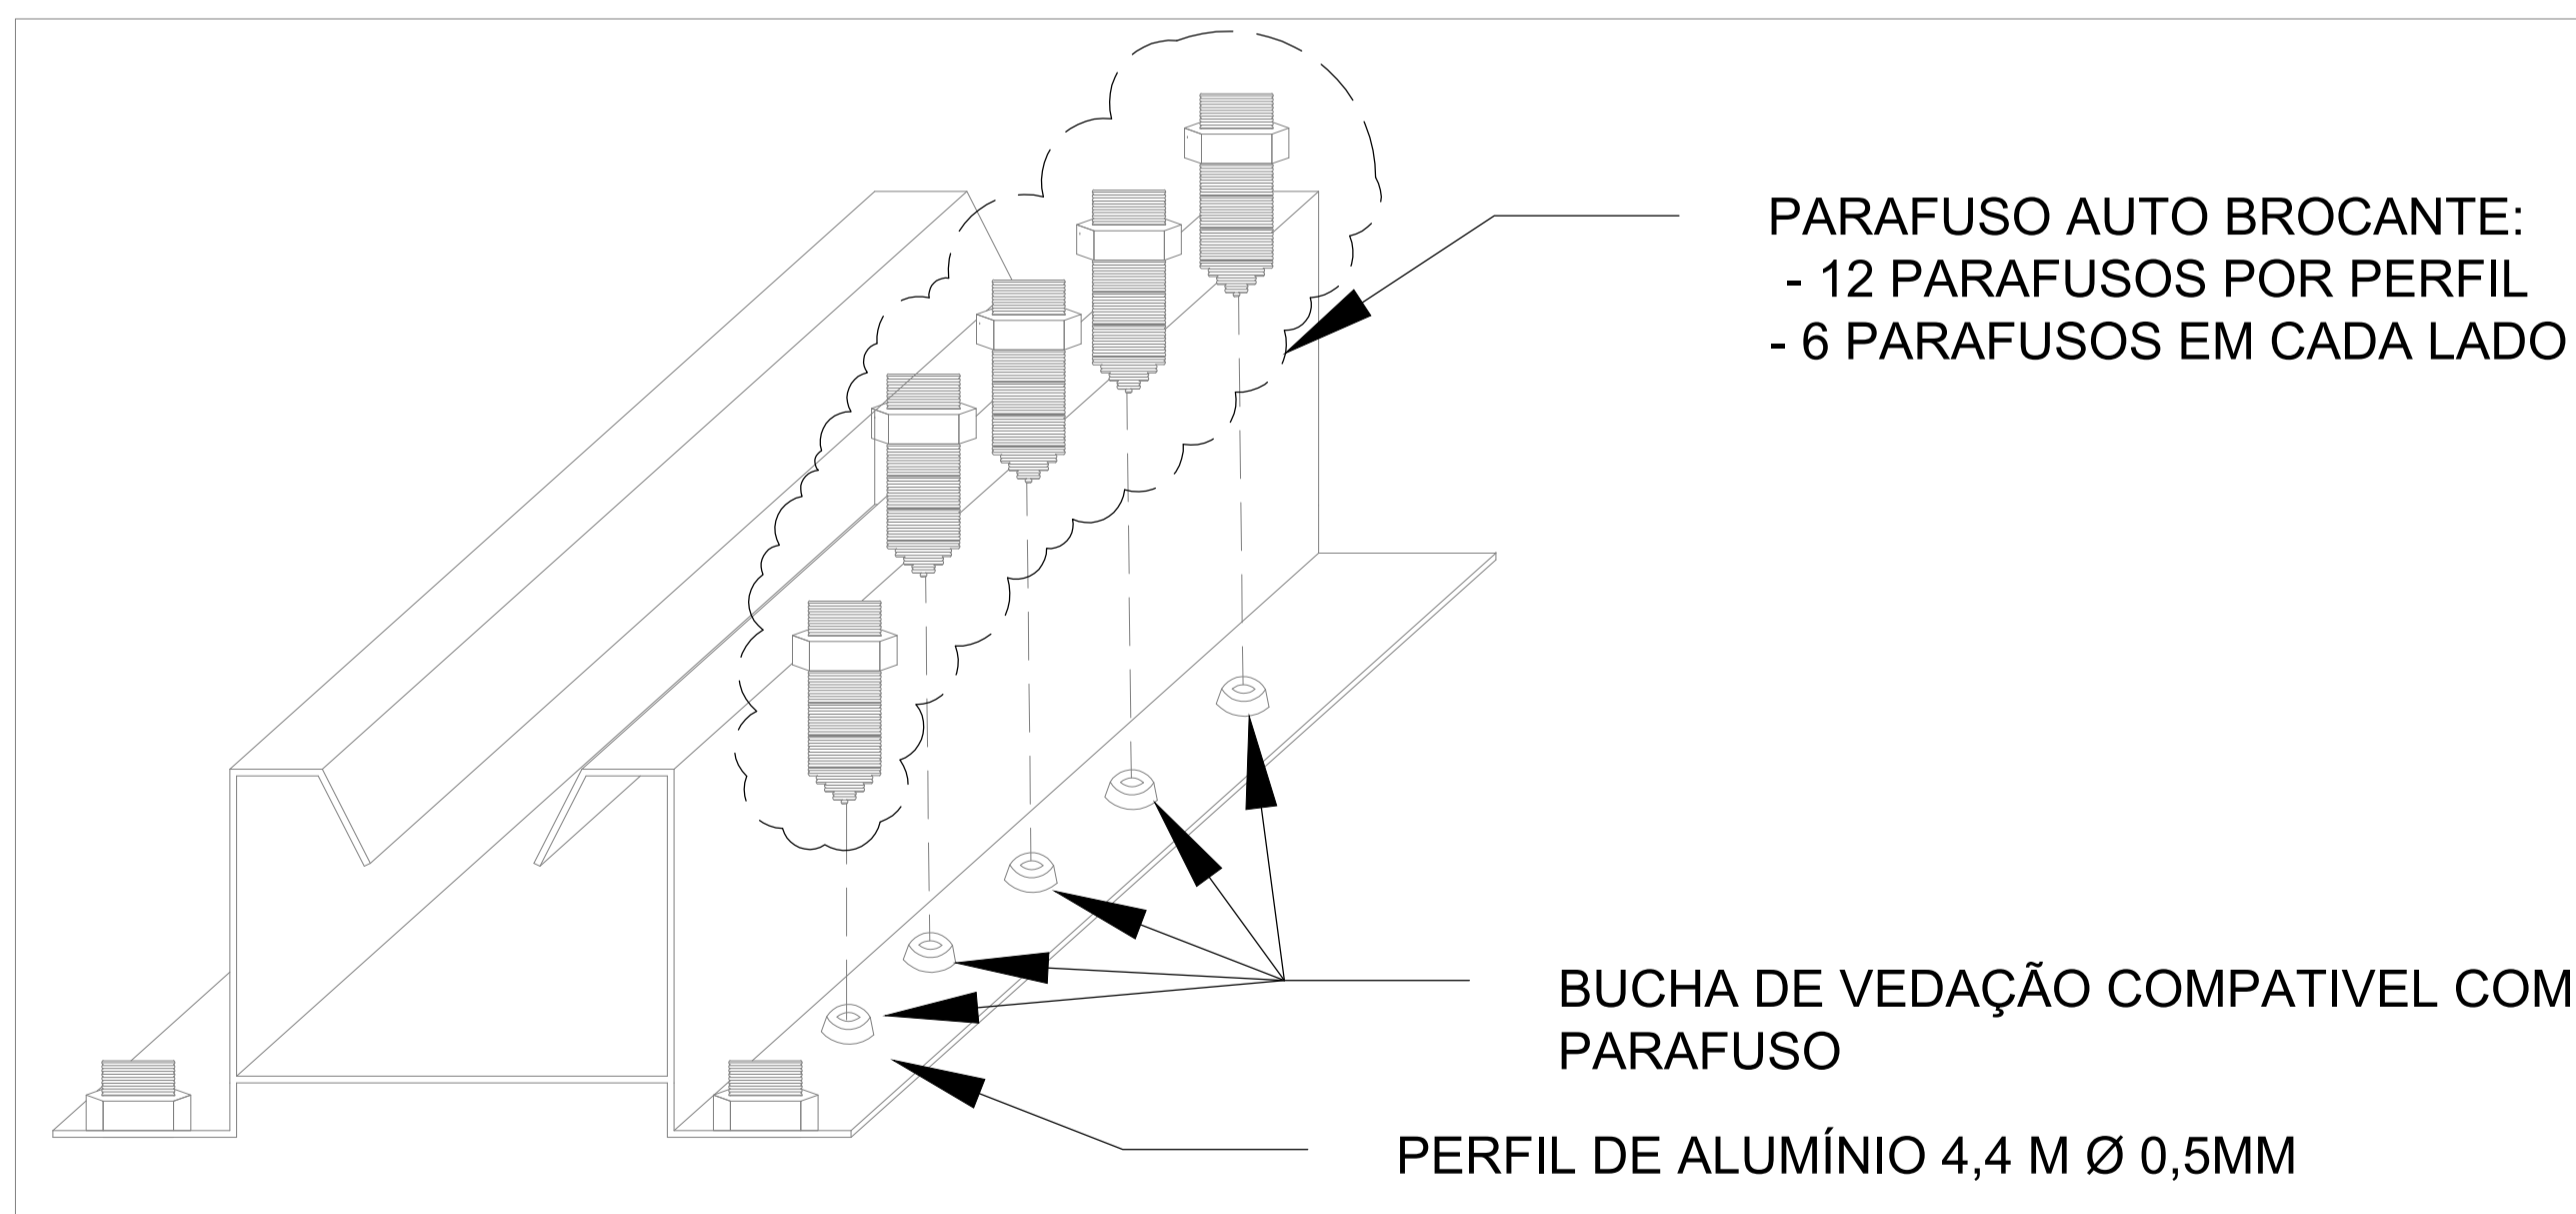 PARAFUSO AUTO BROCANTE:
- 12 PARAFUSOS POR PERFIL
- 6 PARAFUSOS EM CADA LADO
BUCHA DE VEDAÇÃO COMPATIVEL COM
PARAFUSO
PERFIL DE ALUMÍNIO 4,4 M Ø 0,5MM